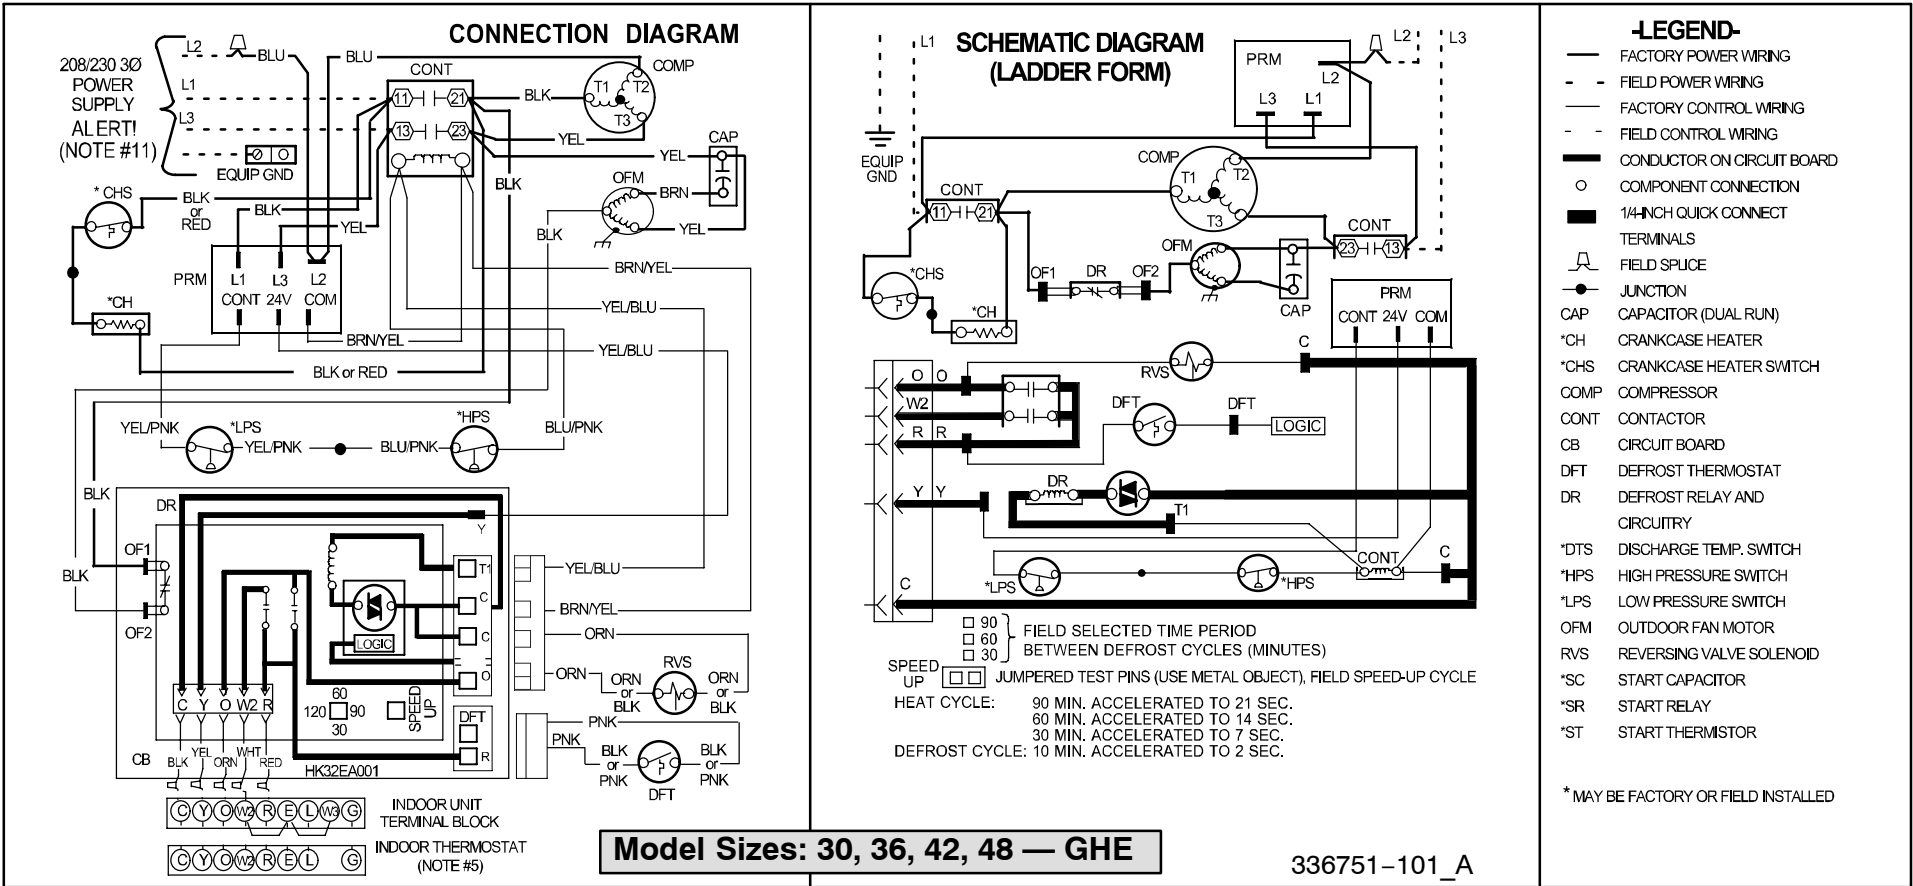 CONNECTION DIAGRAM
208/230 3Ø
POWER
SUPPLY
ALERT!
(NOTE #11)
L2
BLU
BLU
L1
L3
EQUIP GND
CONT
11
21
13
23
BLK
COMP
T1
T2
T3
YEL
YEL
CAP
OFM
BRN
YEL
BLK
BLK
* CHS
BLK
or
RED
BLK
YEL
PRM
L1
L3
L2
CONT
24V
COM
*CH
BRN/YEL
YEL/BLU
BRN/YEL
YEL/BLU
BLK or RED
YEL/PNK
*LPS
YEL/PNK
BLU/PNK
*HPS
BLU/PNK
BLK
DR
Y
OF1
BLK
OF2
T1
C
C
O
LOGIC
YEL/BLU
BRN/YEL
ORN
ORN
ORN
or
BLK
RVS
ORN
or
BLK
C
Y
O
W2
R
60
120
90
30
SPEED
UP
DFT
R
PNK
PNK
BLK
or
PNK
DFT
BLK
or
PNK
CB
BLK
YEL
ORN
WHT
RED
HK32EA001
C Y O W2 R E L W3 G
INDOOR UNIT
TERMINAL BLOCK
C Y O W2 R E L G
INDOOR THERMOSTAT
(NOTE #5)
SCHEMATIC DIAGRAM
(LADDER FORM)
L1
PRM
L2
L3
L1
L2
L3
EQUIP
GND
COMP
T1
T2
T3
CONT
11
21
CONT
23
13
*CHS
*CH
OF1
DR
OF2
OFM
CAP
PRM
CONT
24V
COM
O
O
W2
R
R
RVS
C
DFT
DFT
LOGIC
Y
Y
DR
T1
*LPS
*HPS
CONT
C
C
90
60
30
FIELD SELECTED TIME PERIOD
BETWEEN DEFROST CYCLES (MINUTES)
SPEED
UP
JUMPERED TEST PINS (USE METAL OBJECT), FIELD SPEED-UP CYCLE
HEAT CYCLE: 90 MIN. ACCELERATED TO 21 SEC.
60 MIN. ACCELERATED TO 14 SEC.
30 MIN. ACCELERATED TO 7 SEC.
DEFROST CYCLE: 10 MIN. ACCELERATED TO 2 SEC.
Model Sizes: 30, 36, 42, 48 — GHE
336751−101_A
-LEGEND-
FACTORY POWER WIRING
FIELD POWER WIRING
FACTORY CONTROL WIRING
FIELD CONTROL WIRING
CONDUCTOR ON CIRCUIT BOARD
COMPONENT CONNECTION
1/4-INCH QUICK CONNECT
TERMINALS
FIELD SPLICE
JUNCTION
CAP CAPACITOR (DUAL RUN)
*CH CRANKCASE HEATER
*CHS CRANKCASE HEATER SWITCH
COMP COMPRESSOR
CONT CONTACTOR
CB CIRCUIT BOARD
DFT DEFROST THERMOSTAT
DR DEFROST RELAY AND
CIRCUITRY
*DTS DISCHARGE TEMP. SWITCH
*HPS HIGH PRESSURE SWITCH
*LPS LOW PRESSURE SWITCH
OFM OUTDOOR FAN MOTOR
RVS REVERSING VALVE SOLENOID
*SC START CAPACITOR
*SR START RELAY
*ST START THERMISTOR
* MAY BE FACTORY OR FIELD INSTALLED